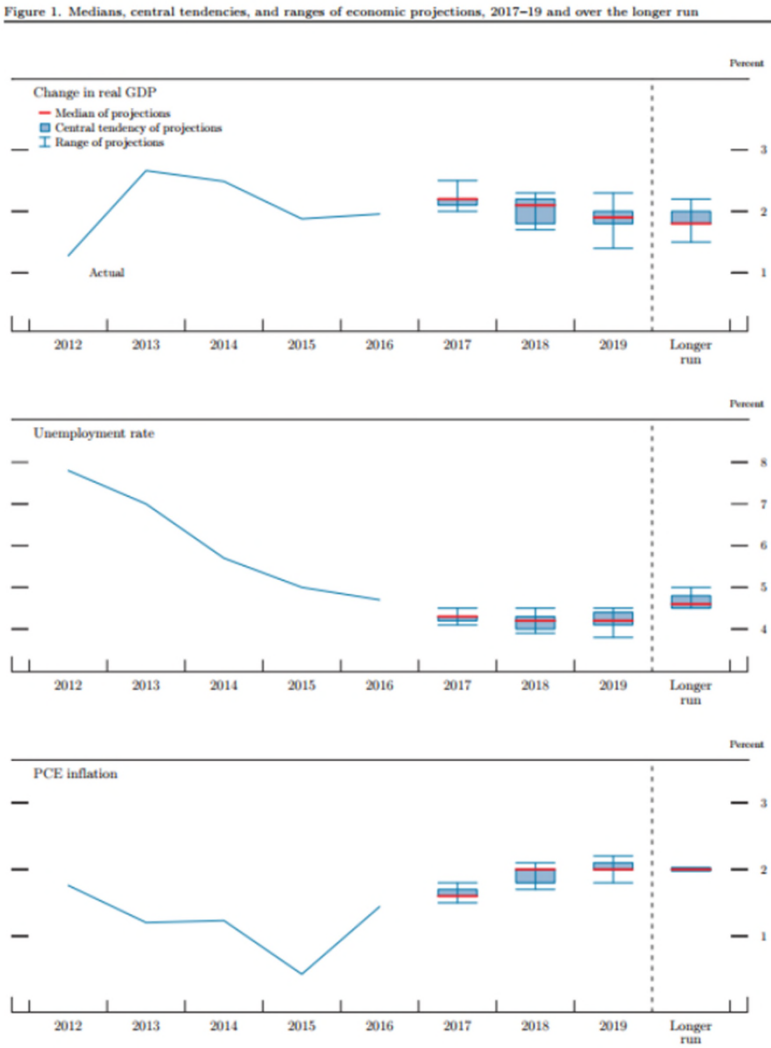 Figure 1. Medians, central tendencies, and ranges of economic projections, 2017–19 and over the longer run
Percent
Change in real GDP
Median of projections
Central tendency of projections
Range of projections
3
2
1
Actual
2012 2013 2014 2015 2016 2017 2018 2019 Longer
run
Percent
Unemployment rate
8
7
6
5
4
2012 2013 2014 2015 2016 2017 2018 2019 Longer
run
Percent
PCE inflation
3
2
1
2012 2013 2014 2015 2016 2017 2018 2019 Longer
run